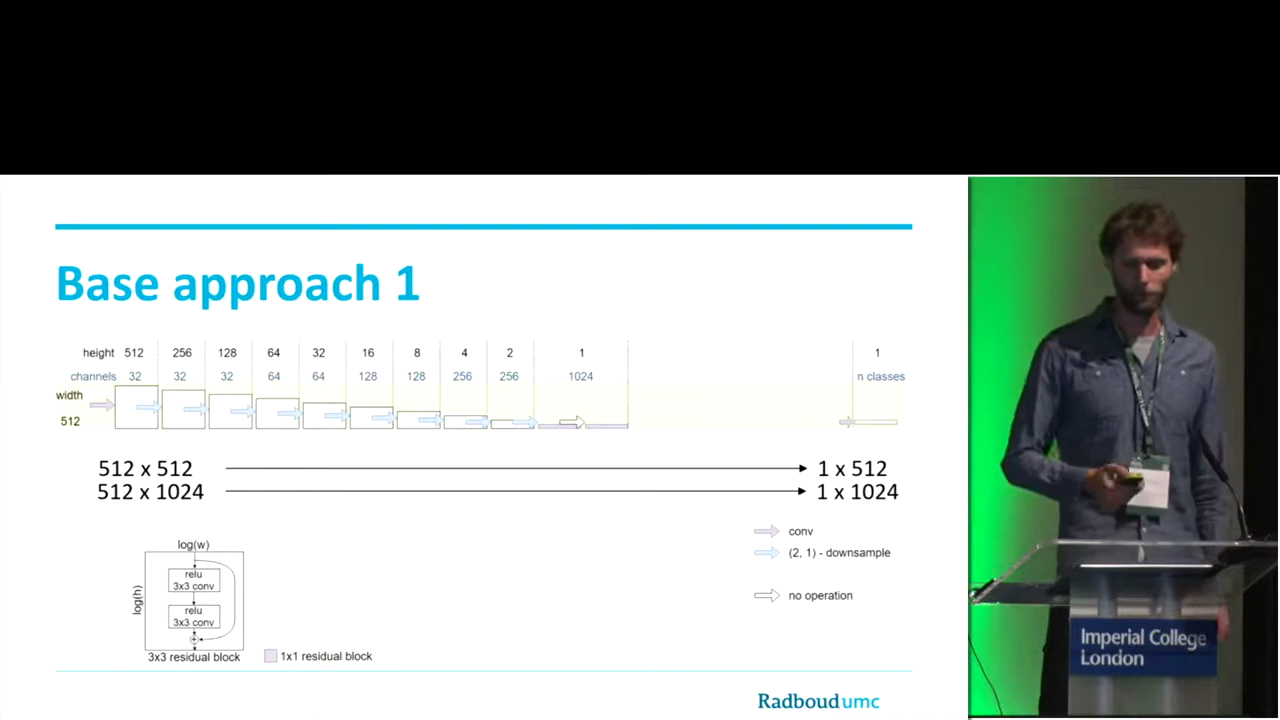 Base approach 1
height 512 256 128 64 32 16 8 4 2 1 1
channels 32 32 32 64 64 128 128 256 256 1024 n classes
width
512
512 x 512 1 x 512
512 x 1024 1 x 1024
conv
(2, 1) - downsample
no operation
log(w)
relu
3x3 conv
log(h)
relu
3x3 conv
3x3 residual block
1x1 residual block
Radboudumc
Imperial College
London